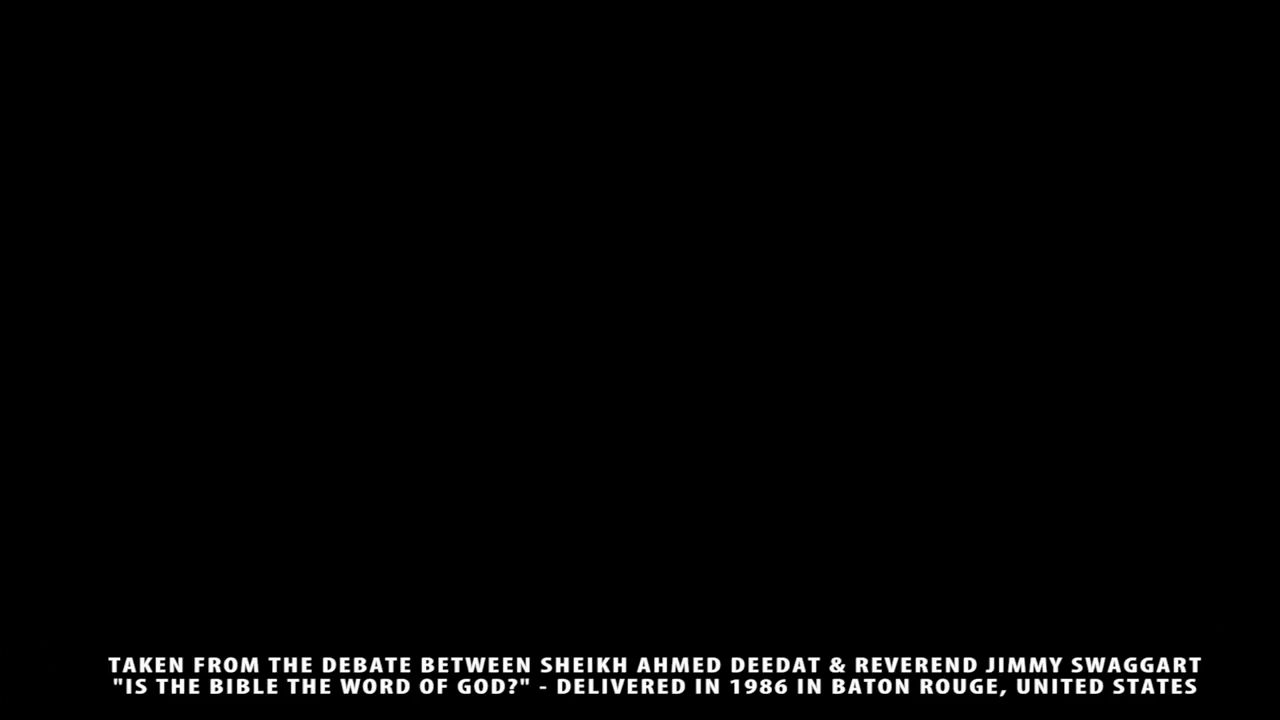 TAKEN FROM THE DEBATE BETWEEN SHEIKH AHMED DEEDAT & REVEREND JIMMY SWAGGART
"IS THE BIBLE THE WORD OF GOD?" - DELIVERED IN 1986 IN BATON ROUGE, UNITED STATES